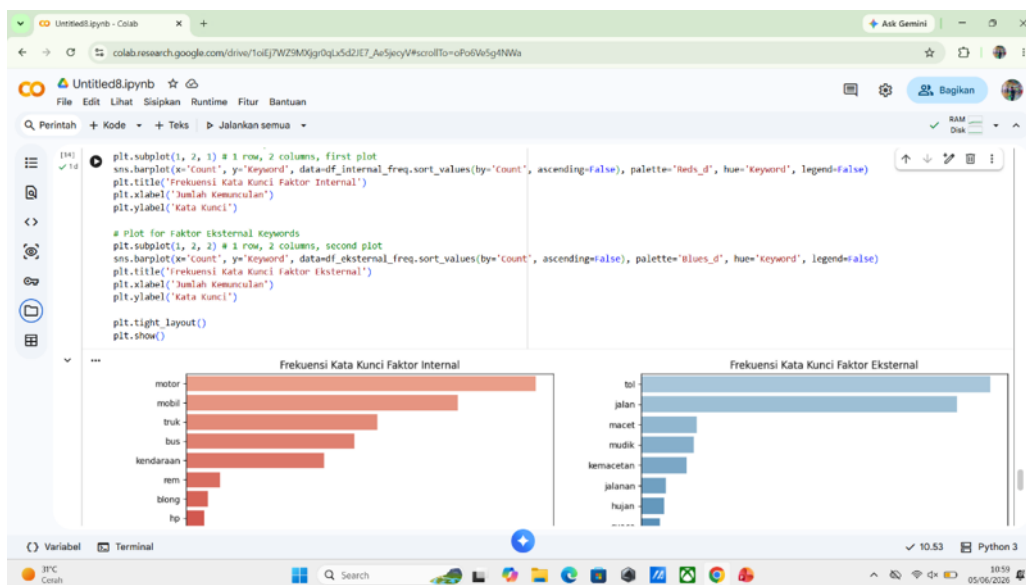 Untitled8.ipynb - Colab
Ask Gemini
colab.research.google.com/drive/1oiEj7WZ9MXjgr0qLx5d2JE7_Ae5jecyV#scrollTo=oPo6Ve5g4NWa
Untitled8.ipynb
File Edit Lihat Sisipkan Runtime Fitur Bantuan
Bagikan
Perintah + Kode + Teks Jalankan semua
RAM
Disk
[54]
1d
plt.subplot(1, 2, 1) # 1 row, 2 columns, first plot
sns.barplot(x='Count', y='Keyword', data=df_internal_freq.sort_values(by='Count', ascending=False), palette='Reds_d', hue='Keyword', legend=False)
plt.title('Frekuensi Kata Kunci Faktor Internal')
plt.xlabel('Jumlah Kemunculan')
plt.ylabel('Kata Kunci')
# Plot for Faktor Eksternal Keywords
plt.subplot(1, 2, 2) # 1 row, 2 columns, second plot
sns.barplot(x='Count', y='Keyword', data=df_eksternal_freq.sort_values(by='Count', ascending=False), palette='Blues_d', hue='Keyword', legend=False)
plt.title('Frekuensi Kata Kunci Faktor Eksternal')
plt.xlabel('Jumlah Kemunculan')
plt.ylabel('Kata Kunci')
plt.tight_layout()
plt.show()
Frekuensi Kata Kunci Faktor Internal
motor
mobil
truk
bus
kendaraan
rem
blong
hp
Frekuensi Kata Kunci Faktor Eksternal
tol
jalan
macet
mudik
kemacetan
jalanan
hujan
Variabel
Terminal
10.53
Python 3
31°C
Cerah
Search
10:59
05/06/2026